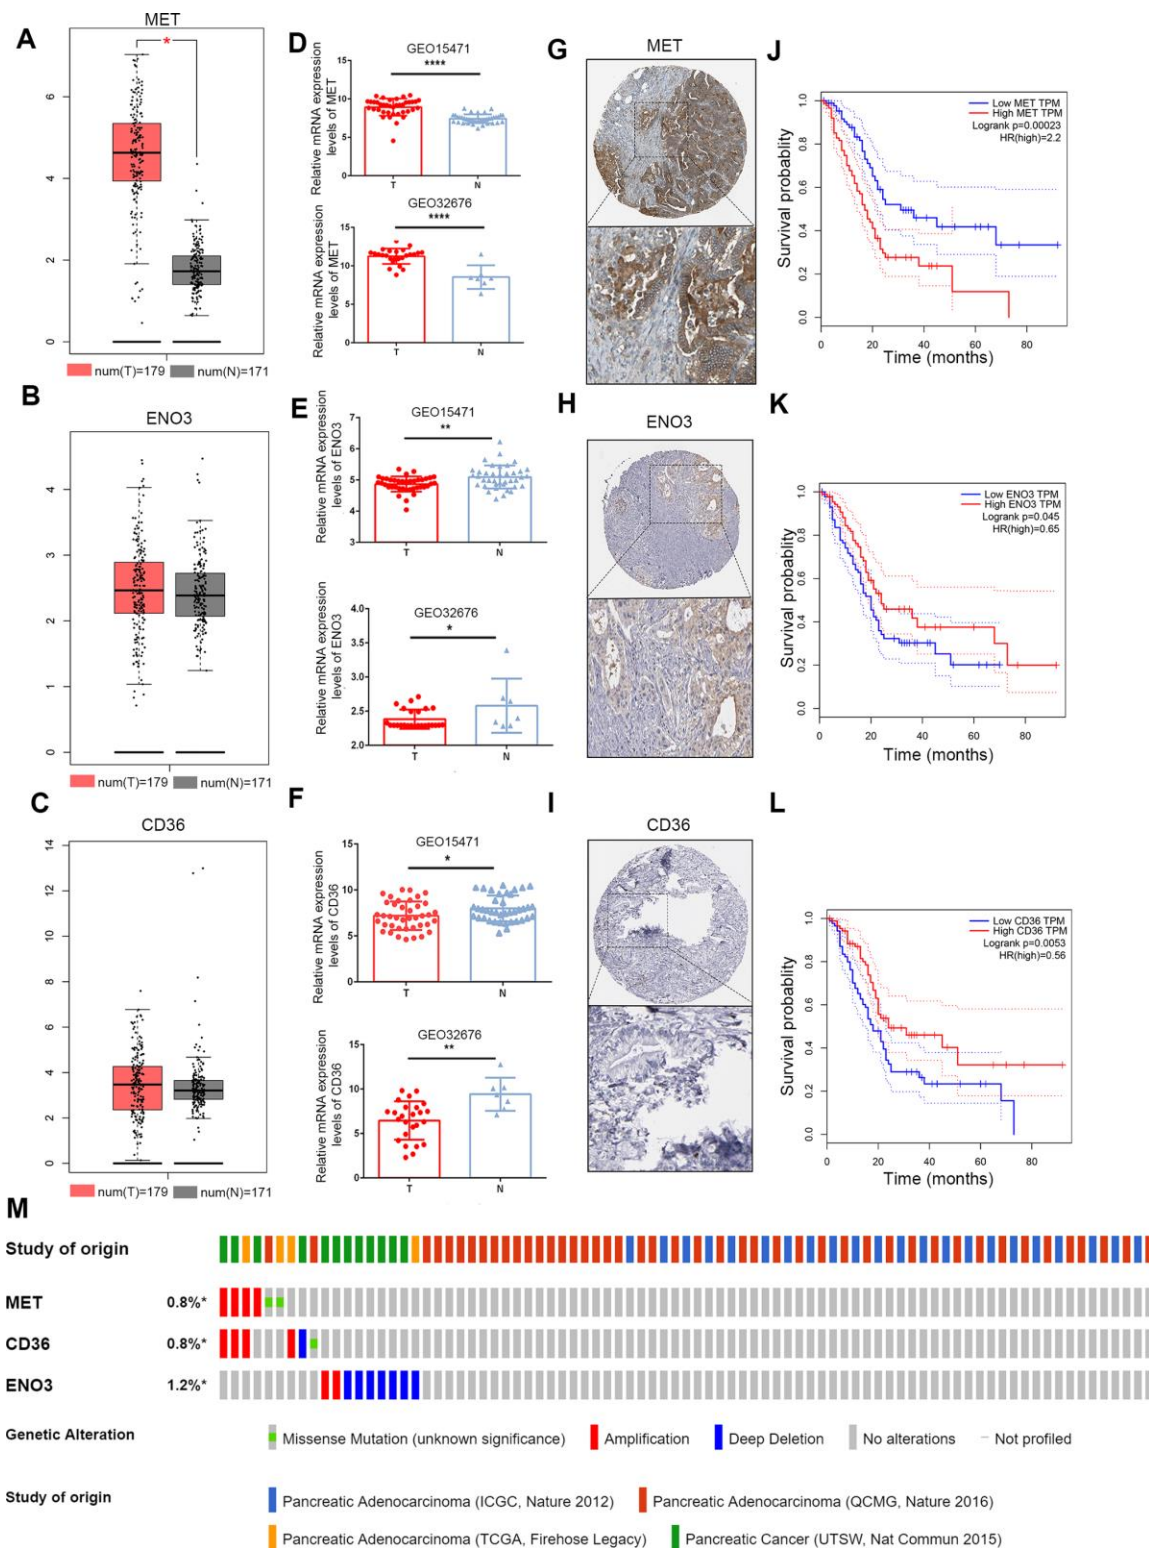 A
MET
*
6
4
2
0
num(T)=179 num(N)=171
B
ENO3
4
3
2
1
0
num(T)=179 num(N)=171
C
CD36
14
12
10
8
6
4
2
0
num(T)=179 num(N)=171
D
GEO15471
****
Relative mRNA expression
levels of MET
15
10
5
0
T N
GEO32676
****
Relative mRNA expression
levels of MET
15
10
5
0
T N
E
GEO15471
**
Relative mRNA expression
levels of ENO3
7
6
5
4
3
T N
GEO32676
*
Relative mRNA expression
levels of ENO3
4.0
3.5
3.0
2.5
2.0
T N
F
GEO15471
*
Relative mRNA expression
levels of CD36
15
10
5
0
T N
GEO32676
**
Relative mRNA expression
levels of CD36
15
10
5
0
T N
G
MET
H
ENO3
I
CD36
J
Low MET TPM
High MET TPM
Logrank p=0.00023
HR(high)=2.2
Survival probablity
1.0
0.8
0.6
0.4
0.2
0.0
0 20 40 60 80
Time (months)
K
Low ENO3 TPM
High ENO3 TPM
Logrank p=0.045
HR(high)=0.65
Survival probablity
1.0
0.8
0.6
0.4
0.2
0.0
0 20 40 60 80
Time (months)
L
Low CD36 TPM
High CD36 TPM
Logrank p=0.0053
HR(high)=0.56
Survival probablity
1.0
0.8
0.6
0.4
0.2
0.0
0 20 40 60 80
Time (months)
M
Study of origin
MET 0.8%*
CD36 0.8%*
ENO3 1.2%*
Genetic Alteration Missense Mutation (unknown significance) Amplification Deep Deletion No alterations Not profiled
Study of origin Pancreatic Adenocarcinoma (ICGC, Nature 2012) Pancreatic Adenocarcinoma (QCMG, Nature 2016)
Pancreatic Adenocarcinoma (TCGA, Firehose Legacy) Pancreatic Cancer (UTSW, Nat Commun 2015)